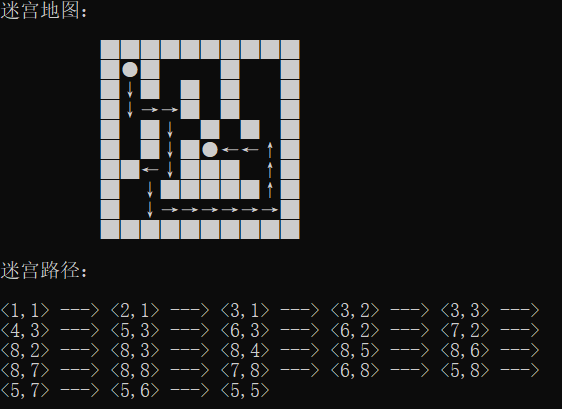 迷宫地图：
迷宫路径：
<1,1> ---> <2,1> ---> <3,1> ---> <3,2> ---> <3,3> --->
<4,3> ---> <5,3> ---> <6,3> ---> <6,2> ---> <7,2> --->
<8,2> ---> <8,3> ---> <8,4> ---> <8,5> ---> <8,6> --->
<8,7> ---> <8,8> ---> <7,8> ---> <6,8> ---> <5,8> --->
<5,7> ---> <5,6> ---> <5,5>